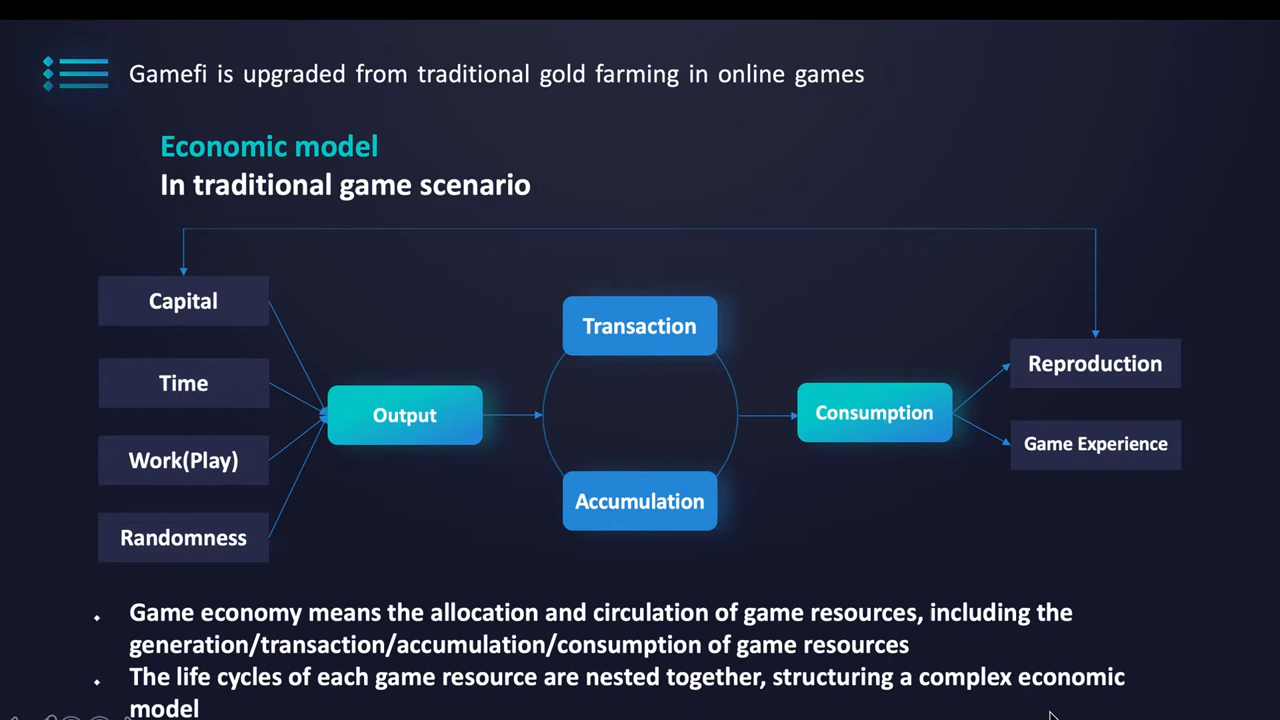 Gamefi is upgraded from traditional gold farming in online games
Economic model
In traditional game scenario
Capital
Time
Work(Play)
Randomness
Output
Transaction
Accumulation
Consumption
Reproduction
Game Experience
Game economy means the allocation and circulation of game resources, including the
generation/transaction/accumulation/consumption of game resources
The life cycles of each game resource are nested together, structuring a complex economic
model